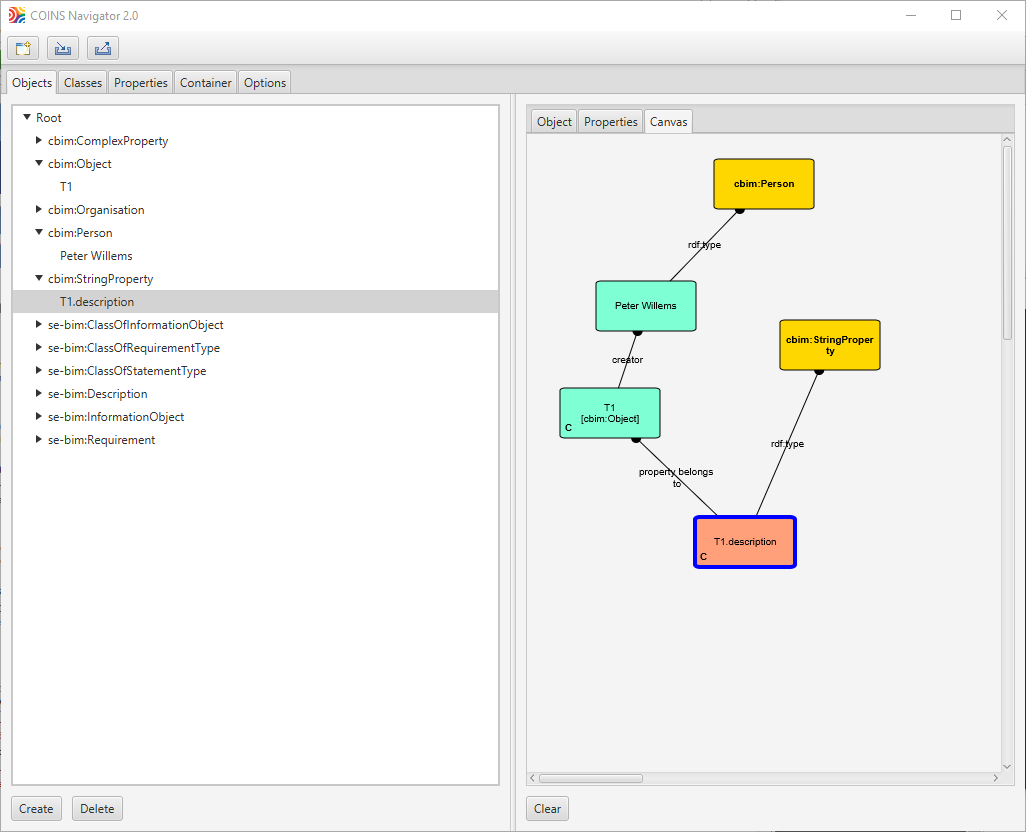 COINS Navigator 2.0
Objects Classes Properties Container Options
Root
cbim:ComplexProperty
cbim:Object
T1
cbim:Organisation
cbim:Person
Peter Willems
cbim:StringProperty
T1.description
se-bim:ClassOfInformationObject
se-bim:ClassOfRequirementType
se-bim:ClassOfStatementType
se-bim:Description
se-bim:InformationObject
se-bim:Requirement
Create Delete
Object Properties Canvas
cbim:Person
rdf:type
Peter Willems
creator
cbim:StringProper
ty
T1
[cbim:Object]
C
rdf:type
property belongs
to
T1.description
C
Clear